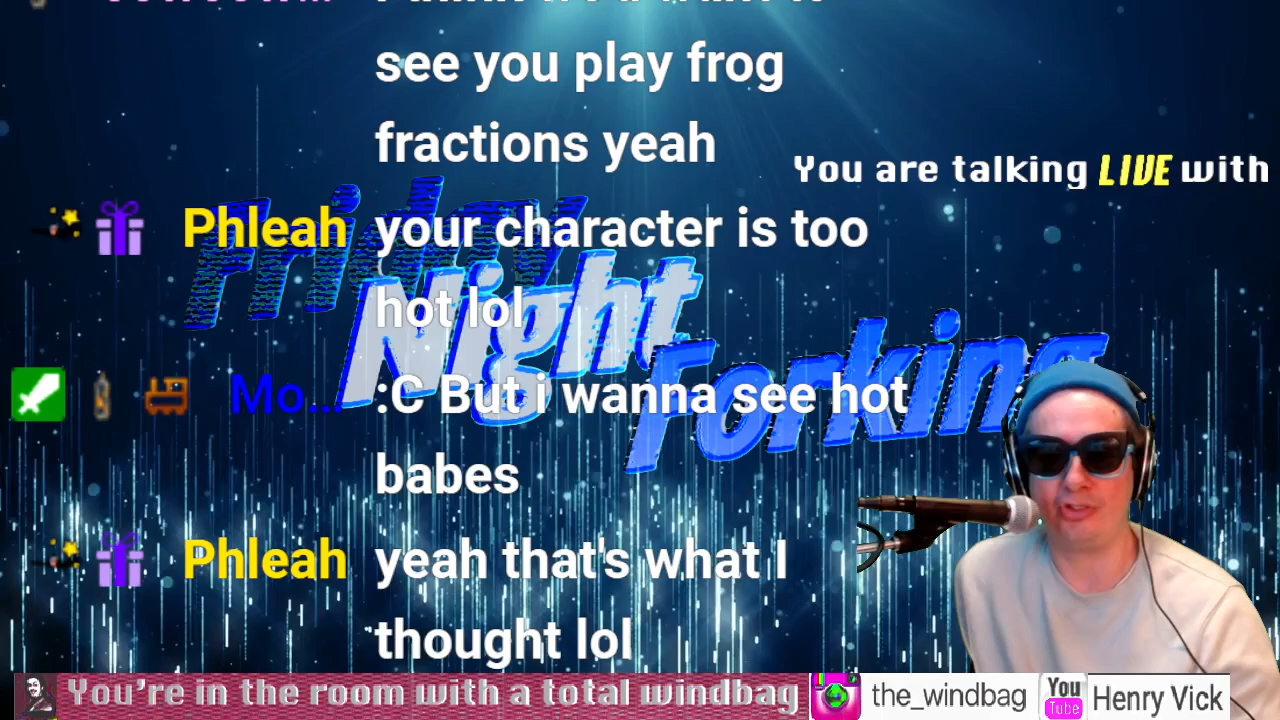 see you play frog
fractions yeah
You are talking LIVE with
Phleah your character is too
hot lol
Friday
Night
Forking
Mo... :C But i wanna see hot
babes
Phleah yeah that's what I
thought lol
You're in the room with a total windbag
the_windbag
You Tube
Henry Vick